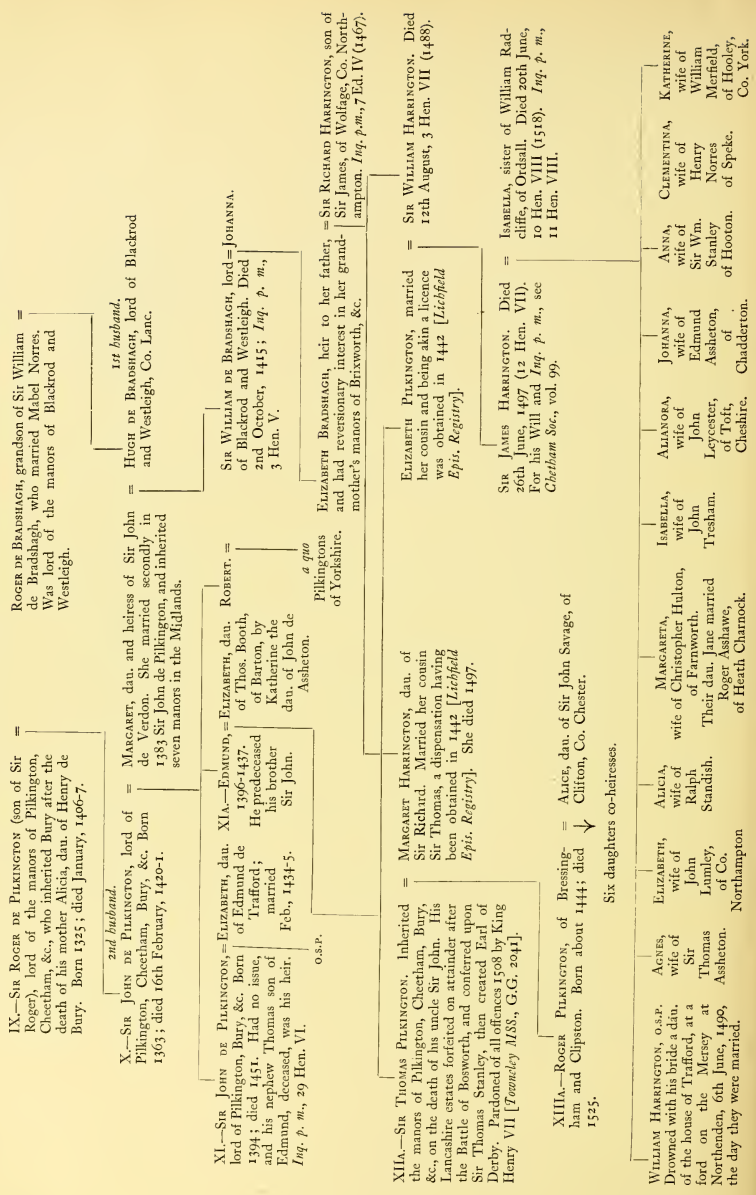 IX.—SIR ROGER DE PILKINGTON (son of Sir =
Roger), lord of the manors of Pilkington,
Cheetham, &c., who inherited Bury after the
death of his mother Alicia, dau. of Henry de
Bury. Born 1325; died January, 1406-7.
ROGER DE BRADSHAGH, grandson of Sir William =
de Bradshagh, who married Mabel Norres.
Was lord of the manors of Blackrod and
Westleigh.
2nd husband.
X.—SIR JOHN DE PILKINGTON, lord of =
Pilkington, Cheetham, Bury, &c. Born
1363; died 16th February, 1420-1.
MARGARET, dau. and heiress of Sir John =
de Verdon. She married secondly in
1383 Sir John de Pilkington, and inherited
seven manors in the Midlands.
1st husband.
HUGH DE BRADSHAGH, lord of Blackrod
and Westleigh, Co. Lanc.
XI.—SIR JOHN DE PILKINGTON, =
lord of Pilkington, Bury, &c. Born
1394; died 1451. Had no issue,
and his nephew Thomas son of
Edmund, deceased, was his heir.
Inq. p. m., 29 Hen. VI.
ELIZABETH, dau.
of Edmund de
Trafford;
married
Feb., 1434-5.
O.S.P.
XIA.—EDMUND, =
1396-1437.
He predeceased
his brother
Sir John.
ELIZABETH, dau.
of Thos. Booth,
of Barton, by
Katherine the
dau. of John de
Assheton.
ROBERT. =
a quo
Pilkingtons
of Yorkshire.
SIR WILLIAM DE BRADSHAGH, lord = JOHANNA.
of Blackrod and Westleigh. Died
2nd October, 1415; Inq. p. m.,
3 Hen. V.
ELIZABETH BRADSHAGH, heir to her father, =
and had reversionary interest in her grand-
mother's manors of Brixworth, &c.
SIR RICHARD HARRINGTON, son of
Sir James, of Wolfage, Co. North-
ampton. Inq. p.m., 7 Ed. IV (1467).
XIIA.—SIR THOMAS PILKINGTON. Inherited =
the manors of Pilkington, Cheetham, Bury,
&c., on the death of his uncle Sir John. His
Lancashire estates forfeited on attainder after
the Battle of Bosworth, and conferred upon
Sir Thomas Stanley, then created Earl of
Derby. Pardoned of all offences 1508 by King
Henry VII [Towneley MSS., G.G. 2041].
MARGARET HARRINGTON, dau. of
Sir Richard. Married her cousin
Sir Thomas, a dispensation having
been obtained in 1442 [Lichfield
Epis. Registry]. She died 1497.
ELIZABETH PILKINGTON, married =
her cousin and being akin a licence
was obtained in 1442 [Lichfield
Epis. Registry].
SIR WILLIAM HARRINGTON. Died
12th August, 3 Hen. VII (1488).
XIIIA.—ROGER PILKINGTON, of Bressing- =
ham and Clipston. Born about 1444; died
1525.
ALICE, dau. of Sir John Savage, of
Clifton, Co. Chester.
Six daughters co-heiresses.
SIR JAMES HARRINGTON. Died =
26th June, 1497 (12 Hen. VII).
For his Will and Inq. p. m., see
Chetham Soc., vol. 99.
ISABELLA, sister of William Rad-
cliffe, of Ordsall. Died 20th June,
10 Hen. VIII (1518). Inq. p. m.,
11 Hen. VIII.
WILLIAM HARRINGTON, O.S.P.
Drowned with his bride a dau.
of the house of Trafford, at a
ford on the Mersey at
Northenden, 6th June, 1490,
the day they were married.
AGNES,
wife of
Sir
Thomas
Assheton.
ELIZABETH,
wife of
John
Lumley,
of Co.
Northampton
ALICIA,
wife of
Ralph
Standish.
MARGARETA,
wife of Christopher Hulton,
of Farnworth.
Their dau. Jane married
Roger Asshawe,
of Heath Charnock.
ISABELLA,
wife of
John
Tresham.
ALIANORA,
wife of
John
Leycester,
of Toft,
Cheshire.
JOHANNA,
wife of
Edmund
Assheton,
of
Chadderton.
ANNA,
wife of
Sir Wm.
Stanley
of Hooton.
CLEMENTINA,
wife of
Henry
Norres
of Speke.
KATHERINE,
wife of
William
Merfield,
of Hooley,
Co. York.